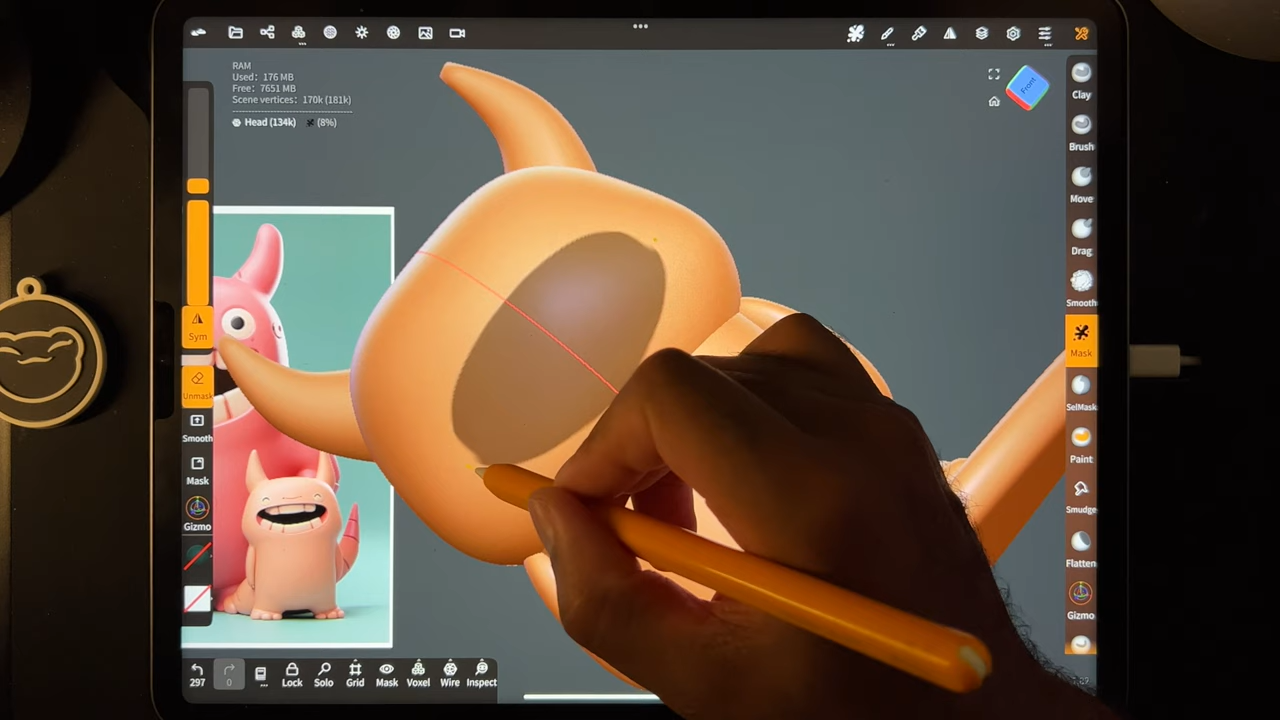 RAM
Used: 176 MB
Free: 7651 MB
Scene vertices: 170k (181k)
Head (134k) (8%)
Front
Clay
Brush
Move
Drag
Smooth
Mask
SelMask
Paint
Smudge
Flatten
Gizmo
Sym
Unmask
Smooth
Mask
Gizmo
297
0
Lock
Solo
Grid
Mask
Voxel
Wire
Inspect